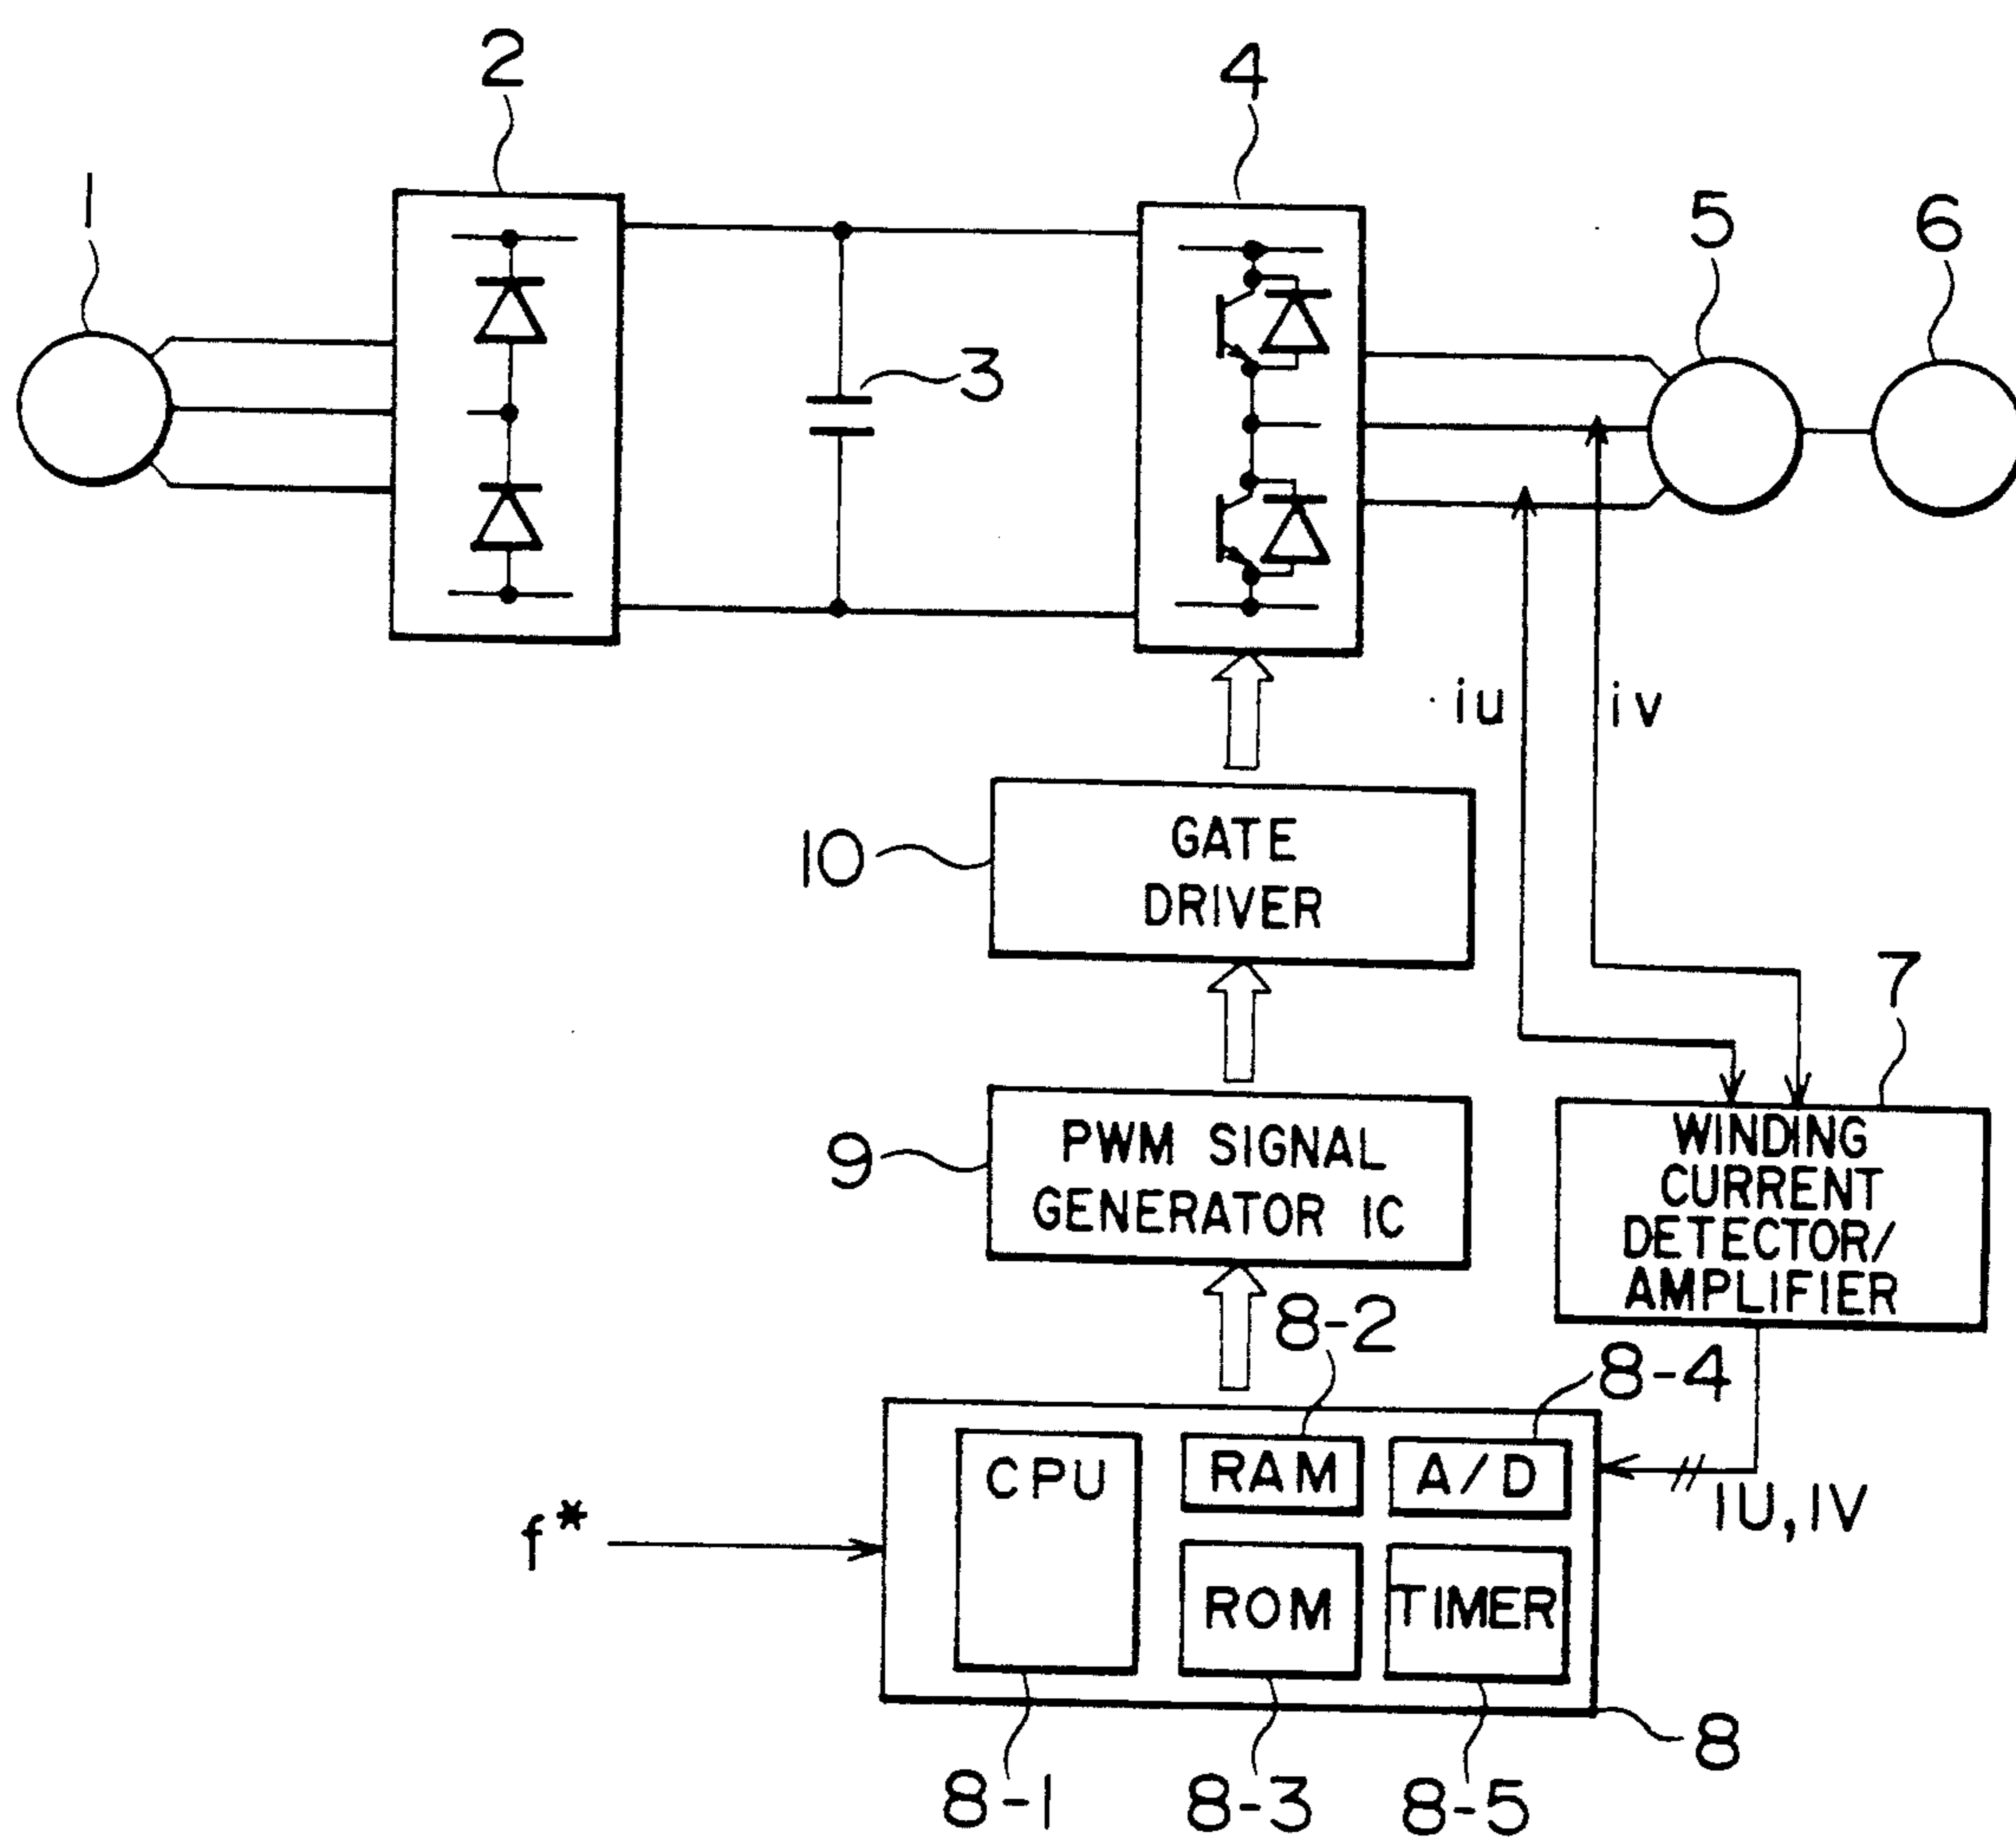 2
4
1
5
6
3
iu
iv
10
GATE
DRIVER
7
9
PWM SIGNAL
GENERATOR IC
WINDING
CURRENT
DETECTOR/
AMPLIFIER
8-2
8-4
CPU
RAM
A/D
IU, IV
f*
ROM
TIMER
8
8-1
8-3
8-5